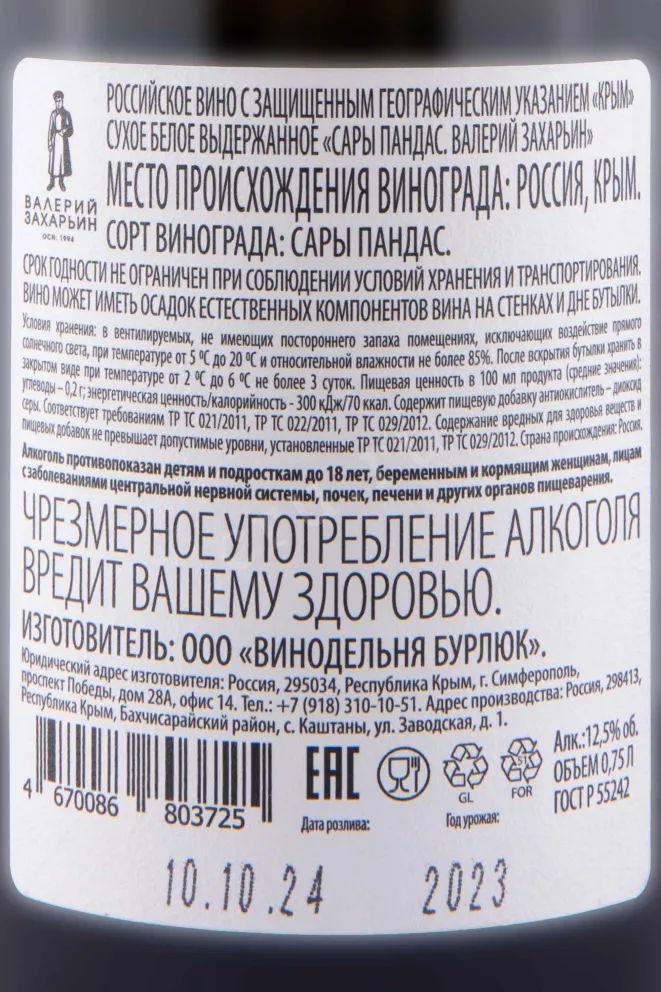 ВАЛЕРИЙ
ЗАХАРЬИН
ОСН. 1994
РОССИЙСКОЕ ВИНО С ЗАЩИЩЕННЫМ ГЕОГРАФИЧЕСКИМ УКАЗАНИЕМ «КРЫМ»
СУХОЕ БЕЛОЕ ВЫДЕРЖАННОЕ «САРЫ ПАНДАС. ВАЛЕРИЙ ЗАХАРЬИН»
МЕСТО ПРОИСХОЖДЕНИЯ ВИНОГРАДА: РОССИЯ, КРЫМ.
СОРТ ВИНОГРАДА: САРЫ ПАНДАС.
СРОК ГОДНОСТИ НЕ ОГРАНИЧЕН ПРИ СОБЛЮДЕНИИ УСЛОВИЙ ХРАНЕНИЯ И ТРАНСПОРТИРОВАНИЯ.
ВИНО МОЖЕТ ИМЕТЬ ОСАДОК ЕСТЕСТВЕННЫХ КОМПОНЕНТОВ ВИНА НА СТЕНКАХ И ДНЕ БУТЫЛКИ.
Условия хранения: в вентилируемых, не имеющих постороннего запаха помещениях, исключающих воздействие прямого
солнечного света, при температуре от 5 ⁰С до 20 ⁰С и относительной влажности не более 85%. После вскрытия бутылки хранить в
закрытом виде при температуре от 2 ⁰С до 6 ⁰С не более 3 суток. Пищевая ценность в 100 мл продукта (средние значения):
углеводы – 0,2 г; энергетическая ценность/калорийность - 300 кДж/70 ккал. Содержит пищевую добавку антиокислитель – диоксид
серы. Соответствует требованиям ТР ТС 021/2011, ТР ТС 022/2011, ТР ТС 029/2012. Содержание вредных для здоровья веществ и
пищевых добавок не превышает допустимые уровни, установленные ТР ТС 021/2011, ТР ТС 029/2012. Страна происхождения: Россия.
Алкоголь противопоказан детям и подросткам до 18 лет, беременным и кормящим женщинам, лицам
с заболеваниями центральной нервной системы, почек, печени и других органов пищеварения.
ЧРЕЗМЕРНОЕ УПОТРЕБЛЕНИЕ АЛКОГОЛЯ
ВРЕДИТ ВАШЕМУ ЗДОРОВЬЮ.
ИЗГОТОВИТЕЛЬ: ООО «ВИНОДЕЛЬНЯ БУРЛЮК».
Юридический адрес изготовителя: Россия, 295034, Республика Крым, г. Симферополь,
проспект Победы, дом 28А, офис 14. Тел.: +7 (918) 310-10-51. Адрес производства: Россия, 298413,
Республика Крым, Бахчисарайский район, с. Каштаны, ул. Заводская, д. 1.
4 670086 803725
ЕАС
GL
51
FOR
Алк.: 12,5% об.
ОБЪЕМ 0,75 Л
ГОСТ Р 55242
Дата розлива:
Год урожая:
10.10.24
2023